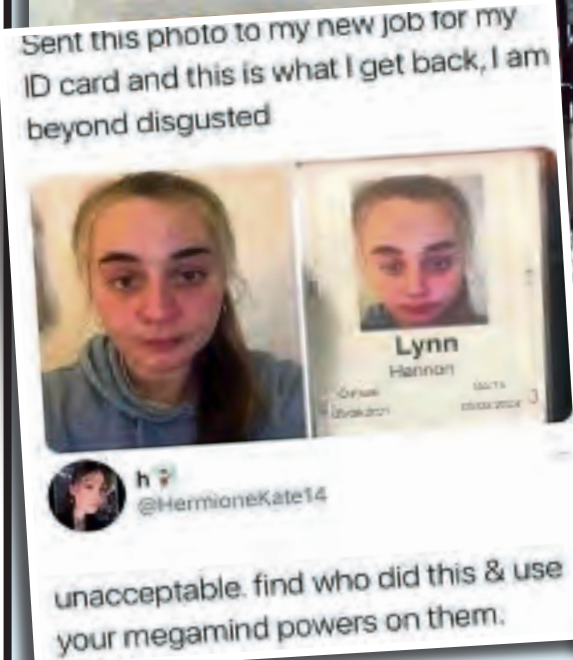 Sent this photo to my new job for my
ID card and this is what I get back, I am
beyond disgusted
Lynn
Hannon
h
@HermioneKate14
unacceptable. find who did this & use
your megamind powers on them.